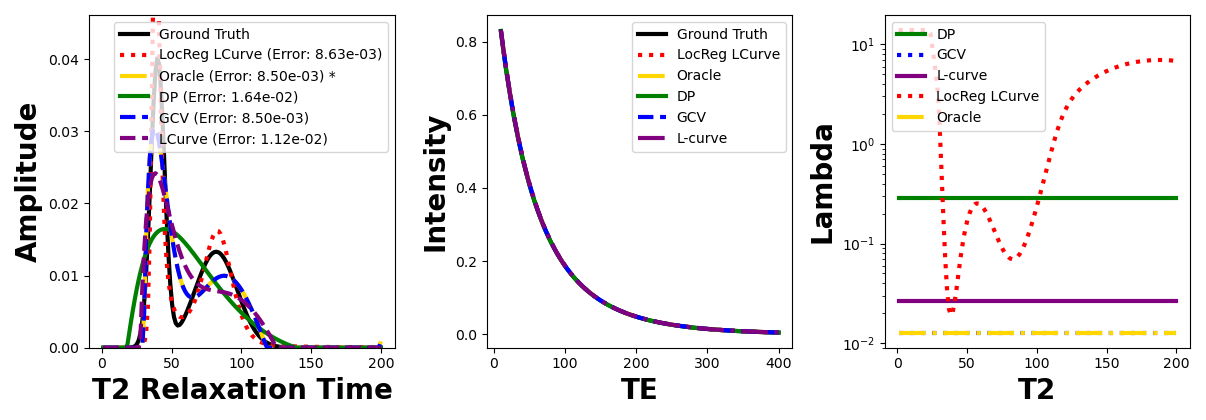 Amplitude
0.04
0.03
0.02
0.01
0.00
0
50
100
150
200
T2 Relaxation Time
Ground Truth
LocReg LCurve (Error: 8.63e-03)
Oracle (Error: 8.50e-03) *
DP (Error: 1.64e-02)
GCV (Error: 8.50e-03)
LCurve (Error: 1.12e-02)
Intensity
0.8
0.6
0.4
0.2
0.0
0
100
200
300
400
TE
Ground Truth
LocReg LCurve
Oracle
DP
GCV
L-curve
Lambda
10¹
10⁰
10⁻¹
10⁻²
0
50
100
150
200
T2
DP
GCV
L-curve
LocReg LCurve
Oracle